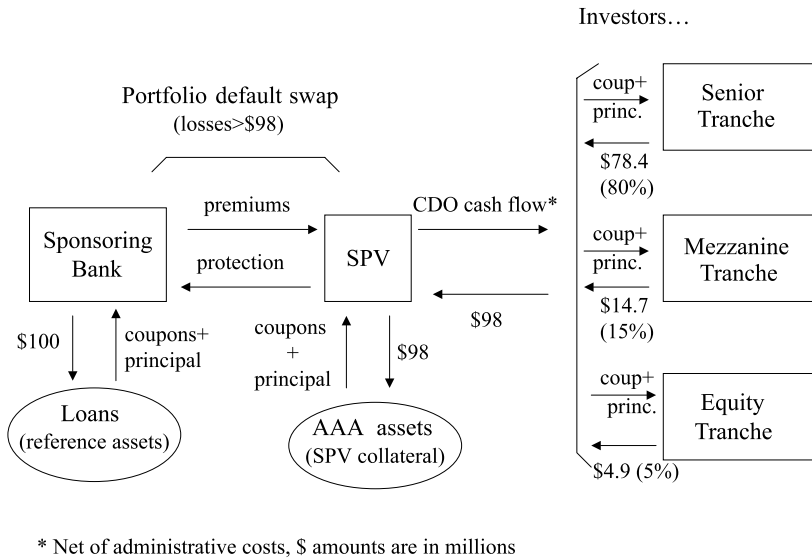 Investors…
Portfolio default swap
(losses>$98)
coup+
princ.
Senior
Tranche
$78.4
(80%)
Sponsoring
Bank
premiums
protection
SPV
CDO cash flow*
$98
coup+
princ.
Mezzanine
Tranche
$14.7
(15%)
$100
coupons+
principal
coupons
+
principal
$98
Loans
(reference assets)
AAA assets
(SPV collateral)
coup+
princ.
Equity
Tranche
$4.9 (5%)
* Net of administrative costs, $ amounts are in millions